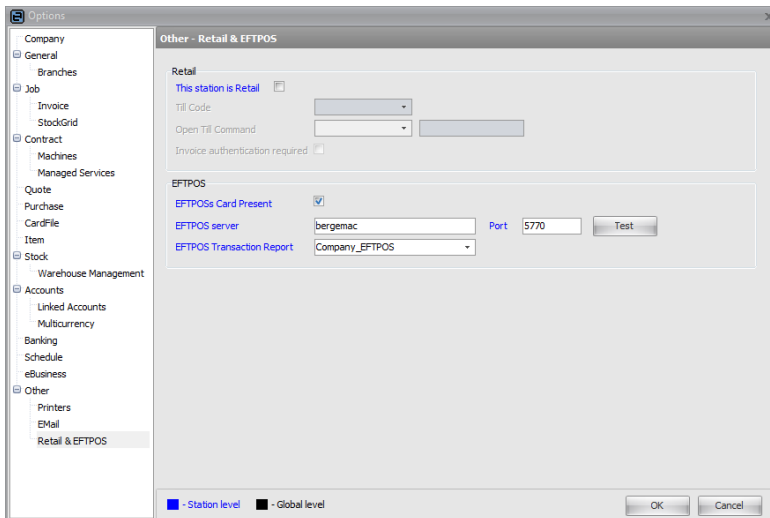 Options
Company
General
Branches
Job
Invoice
StockGrid
Contract
Machines
Managed Services
Quote
Purchase
CardFile
Item
Stock
Warehouse Management
Accounts
Linked Accounts
Multicurrency
Banking
Schedule
eBusiness
Other
Printers
EMail
Retail & EFTPOS
Other - Retail & EFTPOS
Retail
This station is Retail
Till Code
Open Till Command
Invoice authentication required
EFTPOS
EFTPOSs Card Present
EFTPOS server bergemac Port 5770 Test
EFTPOS Transaction Report Company_EFTPOS
- Station level - Global level OK Cancel